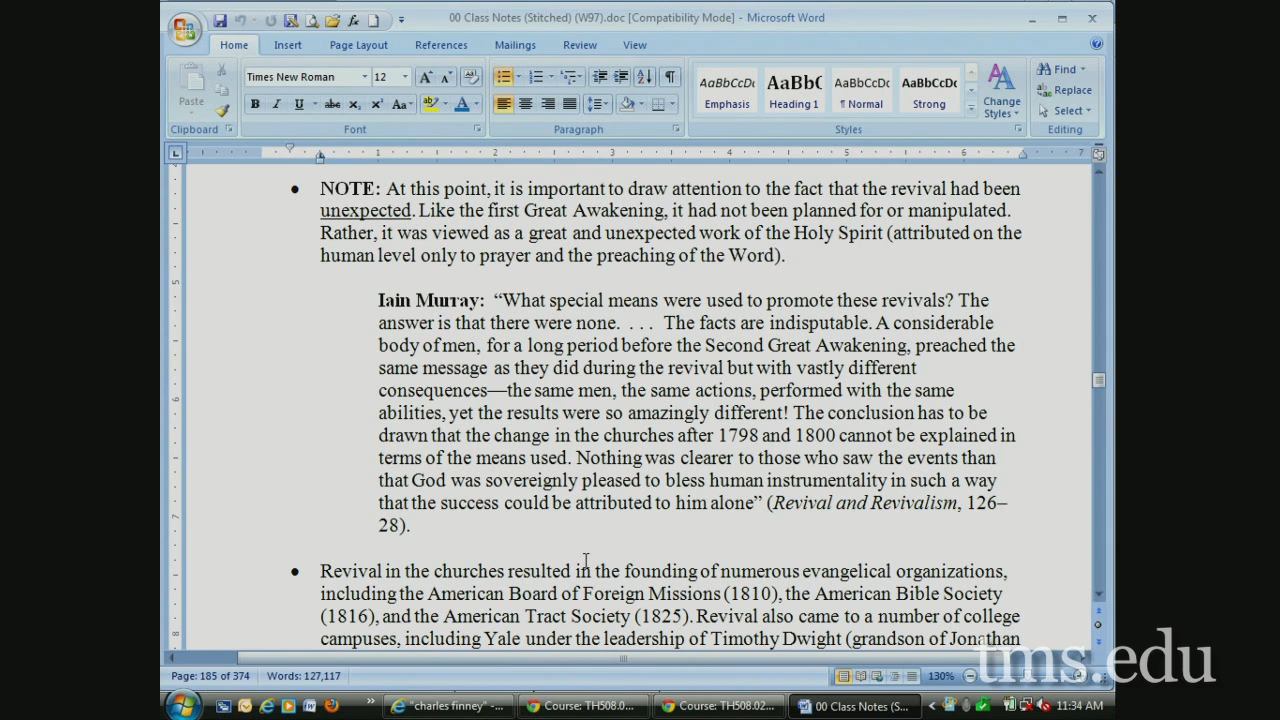 00 Class Notes (Stitched) (W97).doc [Compatibility Mode] - Microsoft Word
Home Insert Page Layout References Mailings Review View
Paste
Clipboard
Times New Roman 12
Font
Paragraph
AaBbCcDc AaBbC AaBbCcDc AaBbCcDc
Emphasis Heading 1 ¶ Normal Strong
Change Styles
Styles
Find
Replace
Select
Editing
1 2 3 4 5 6 7
• NOTE: At this point, it is important to draw attention to the fact that the revival had been
unexpected. Like the first Great Awakening, it had not been planned for or manipulated.
Rather, it was viewed as a great and unexpected work of the Holy Spirit (attributed on the
human level only to prayer and the preaching of the Word).
Iain Murray: “What special means were used to promote these revivals? The
answer is that there were none. . . . The facts are indisputable. A considerable
body of men, for a long period before the Second Great Awakening, preached the
same message as they did during the revival but with vastly different
consequences—the same men, the same actions, performed with the same
abilities, yet the results were so amazingly different! The conclusion has to be
drawn that the change in the churches after 1798 and 1800 cannot be explained in
terms of the means used. Nothing was clearer to those who saw the events than
that God was sovereignly pleased to bless human instrumentality in such a way
that the success could be attributed to him alone” (Revival and Revivalism, 126–
28).
• Revival in the churches resulted in the founding of numerous evangelical organizations,
including the American Board of Foreign Missions (1810), the American Bible Society
(1816), and the American Tract Society (1825). Revival also came to a number of college
campuses, including Yale under the leadership of Timothy Dwight (grandson of Jonathan
tms.edu
Page: 185 of 374 Words: 127,117 130%
"charles finney" -... Course: TH508.0... Course: TH508.02... 00 Class Notes (S... 11:34 AM